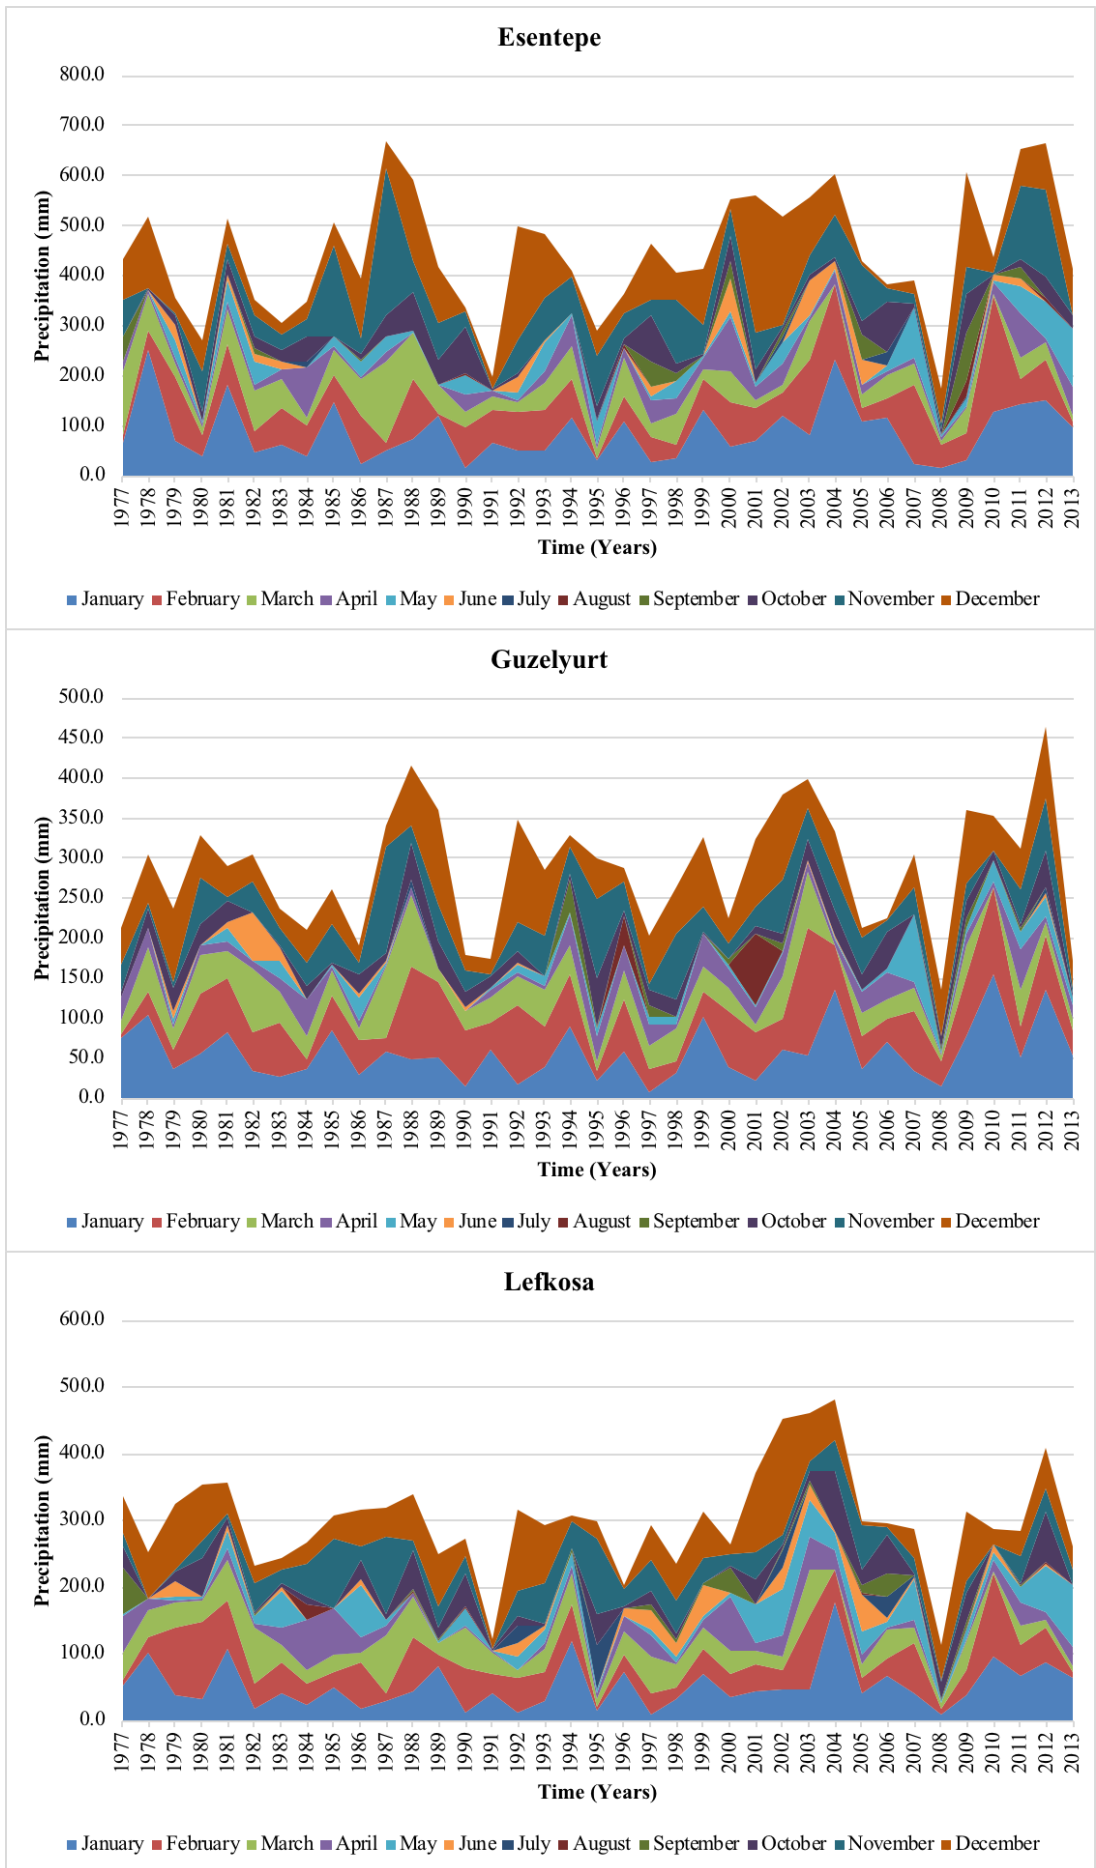 Esentepe
Precipitation (mm)
800.0
700.0
600.0
500.0
400.0
300.0
200.0
100.0
0.0
1977 1978 1979 1980 1981 1982 1983 1984 1985 1986 1987 1988 1989 1990 1991 1992 1993 1994 1995 1996 1997 1998 1999 2000 2001 2002 2003 2004 2005 2006 2007 2008 2009 2010 2011 2012 2013
Time (Years)
January February March April May June July August September October November December
Guzelyurt
Precipitation (mm)
500.0
450.0
400.0
350.0
300.0
250.0
200.0
150.0
100.0
50.0
0.0
1977 1978 1979 1980 1981 1982 1983 1984 1985 1986 1987 1988 1989 1990 1991 1992 1993 1994 1995 1996 1997 1998 1999 2000 2001 2002 2003 2004 2005 2006 2007 2008 2009 2010 2011 2012 2013
Time (Years)
January February March April May June July August September October November December
Lefkosa
Precipitation (mm)
600.0
500.0
400.0
300.0
200.0
100.0
0.0
1977 1978 1979 1980 1981 1982 1983 1984 1985 1986 1987 1988 1989 1990 1991 1992 1993 1994 1995 1996 1997 1998 1999 2000 2001 2002 2003 2004 2005 2006 2007 2008 2009 2010 2011 2012 2013
Time (Years)
January February March April May June July August September October November December